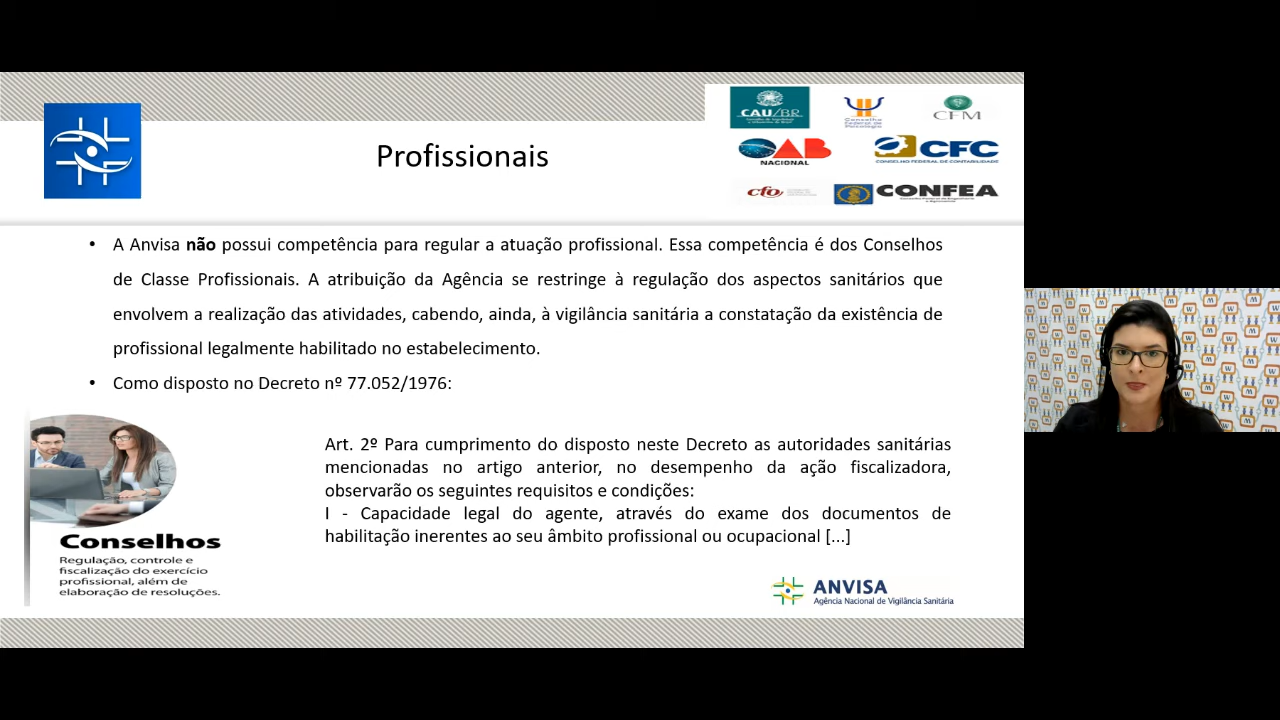 CAU/BR
Conselho Federal de Psicologia
CFM
OAB
NACIONAL
CFC
CONSELHO FEDERAL DE CONTABILIDADE
cfo
CONFEA
Profissionais
• A Anvisa não possui competência para regular a atuação profissional. Essa competência é dos Conselhos
de Classe Profissionais. A atribuição da Agência se restringe à regulação dos aspectos sanitários que
envolvem a realização das atividades, cabendo, ainda, à vigilância sanitária a constatação da existência de
profissional legalmente habilitado no estabelecimento.
• Como disposto no Decreto nº 77.052/1976:
Art. 2º Para cumprimento do disposto neste Decreto as autoridades sanitárias
mencionadas no artigo anterior, no desempenho da ação fiscalizadora,
observarão os seguintes requisitos e condições:
I - Capacidade legal do agente, através do exame dos documentos de
habilitação inerentes ao seu âmbito profissional ou ocupacional [...]
Conselhos
Regulação, controle e
fiscalização do exercício
profissional, além de
elaboração de resoluções.
ANVISA
Agência Nacional de Vigilância Sanitária